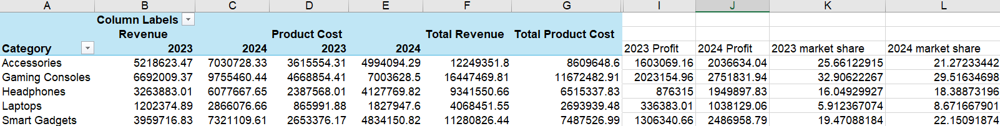 A B C D E F G I J K L
Column Labels
Revenue Product Cost Total Revenue Total Product Cost
Category 2023 2024 2023 2024 2023 Profit 2024 Profit 2023 market share 2024 market share
Accessories 5218623.47 7030728.33 3615554.31 4994094.29 12249351.8 8609648.6 1603069.16 2036634.04 25.66122915 21.27233442
Gaming Consoles 6692009.37 9755460.44 4668854.41 7003628.5 16447469.81 11672482.91 2023154.96 2751831.94 32.90622267 29.51634698
Headphones 3263883.01 6077667.65 2387568.01 4127769.82 9341550.66 6515337.83 876315 1949897.83 16.04929927 18.38873196
Laptops 1202374.89 2866076.66 865991.88 1827947.6 4068451.55 2693939.48 336383.01 1038129.06 5.912367074 8.671667901
Smart Gadgets 3959716.83 7321109.61 2653376.17 4834150.82 11280826.44 7487526.99 1306340.66 2486958.79 19.47088184 22.15091874